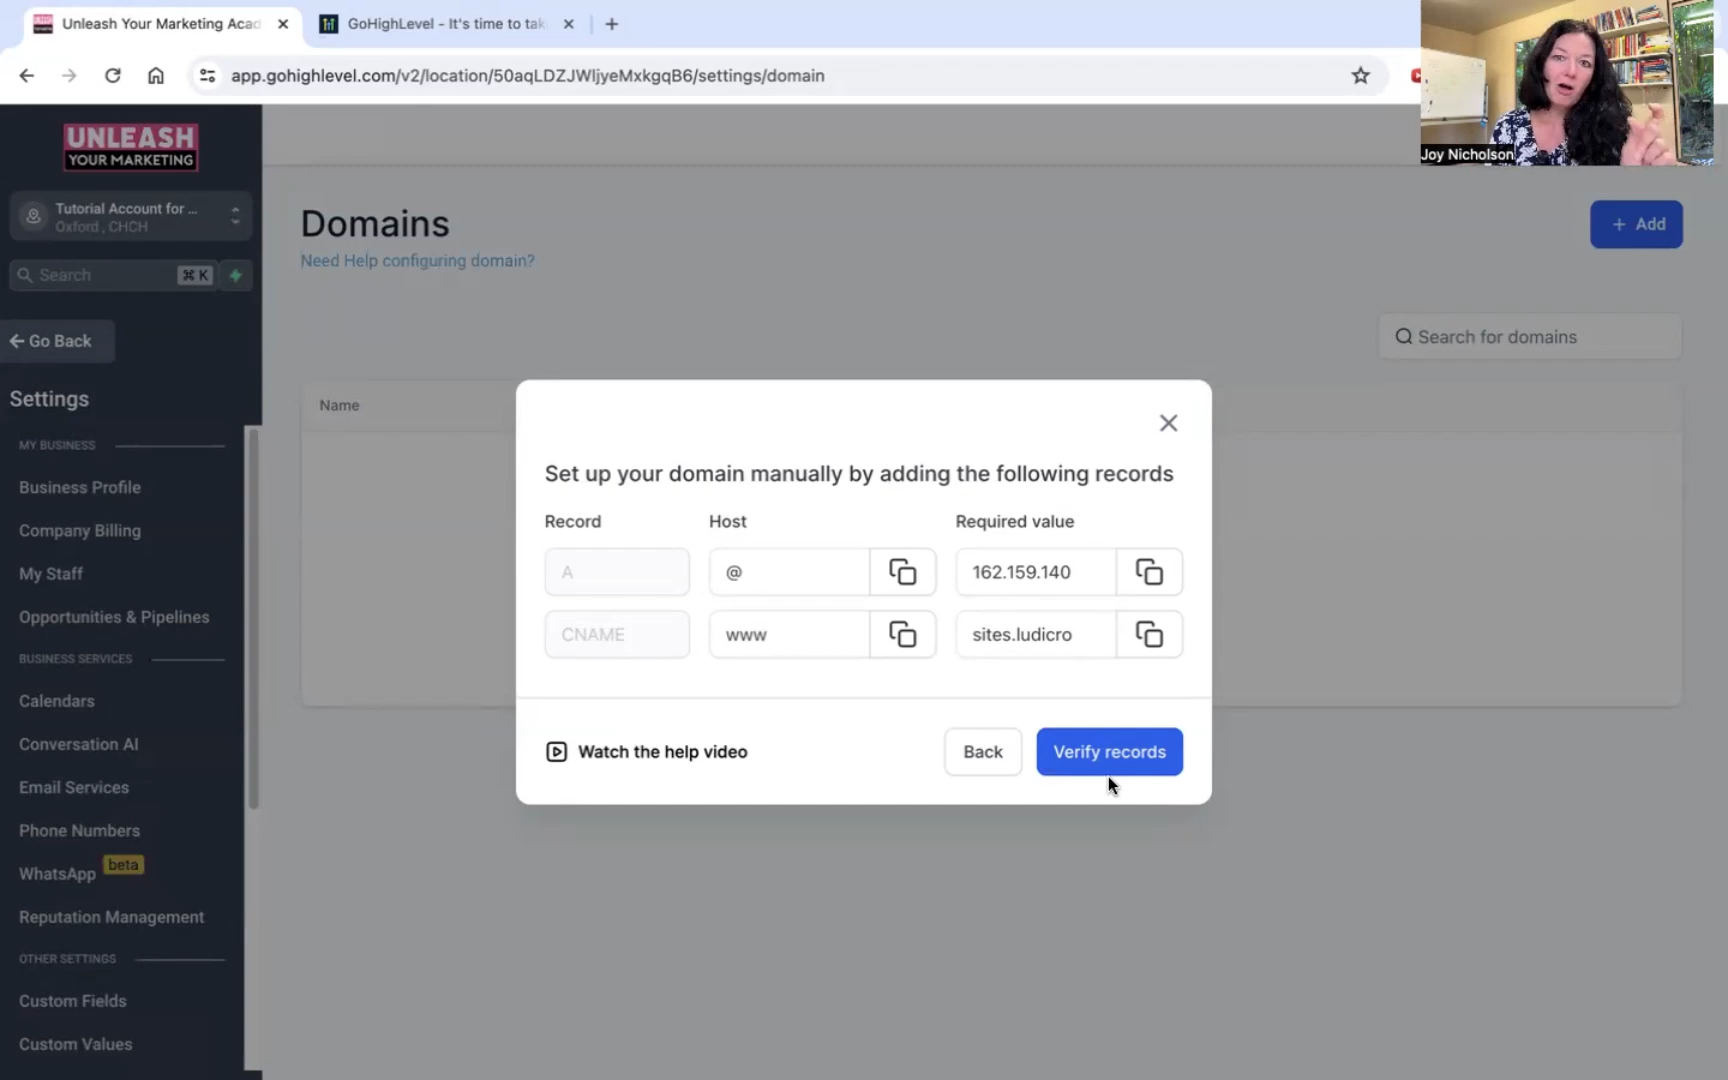 Unleash Your Marketing Acad
GoHighLevel - It's time to tak
app.gohighlevel.com/v2/location/50aqLDZJWljyeMxkgqB6/settings/domain
Joy Nicholson
UNLEASH
YOUR MARKETING
Tutorial Account for ...
Oxford , CHCH
Search
⌘ K
Go Back
Settings
MY BUSINESS
Business Profile
Company Billing
My Staff
Opportunities & Pipelines
BUSINESS SERVICES
Calendars
Conversation AI
Email Services
Phone Numbers
WhatsApp beta
Reputation Management
OTHER SETTINGS
Custom Fields
Custom Values
Domains
+ Add
Need Help configuring domain?
Search for domains
Name
Set up your domain manually by adding the following records
Record Host Required value
A @ 162.159.140
CNAME www sites.ludicro
Watch the help video
Back
Verify records